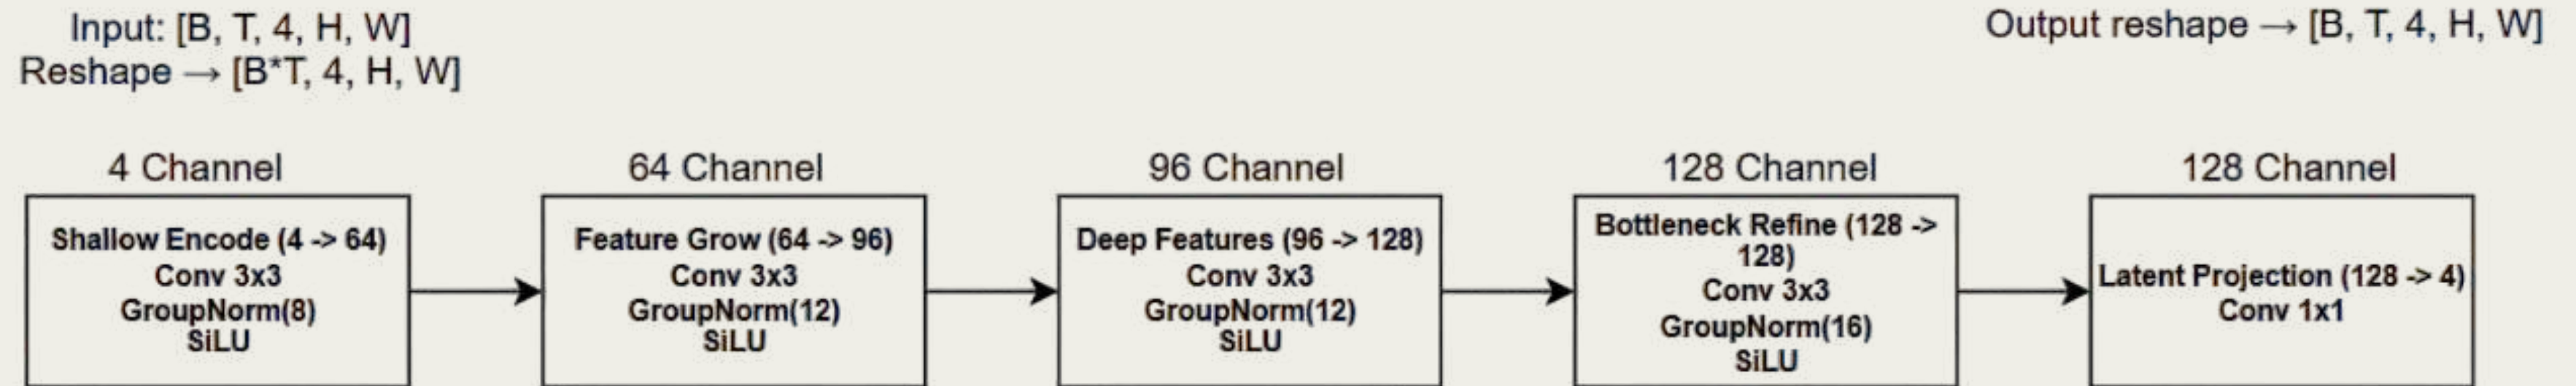 Input: [B, T, 4, H, W]
Reshape → [B*T, 4, H, W]
Output reshape → [B, T, 4, H, W]
4 Channel
Shallow Encode (4 -> 64)
Conv 3x3
GroupNorm(8)
SiLU
64 Channel
Feature Grow (64 -> 96)
Conv 3x3
GroupNorm(12)
SiLU
96 Channel
Deep Features (96 -> 128)
Conv 3x3
GroupNorm(12)
SiLU
128 Channel
Bottleneck Refine (128 ->
128)
Conv 3x3
GroupNorm(16)
SiLU
128 Channel
Latent Projection (128 -> 4)
Conv 1x1